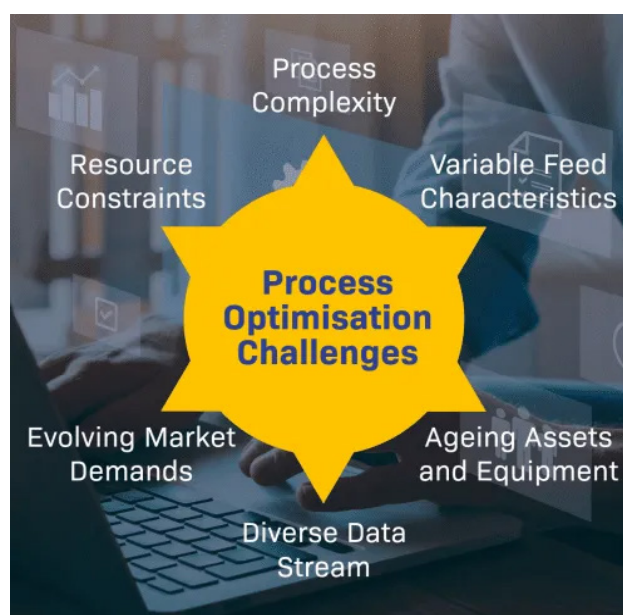 Process
Complexity
Variable Feed
Characteristics
Ageing Assets
and Equipment
Diverse Data
Stream
Evolving Market
Demands
Resource
Constraints
Process
Optimisation
Challenges